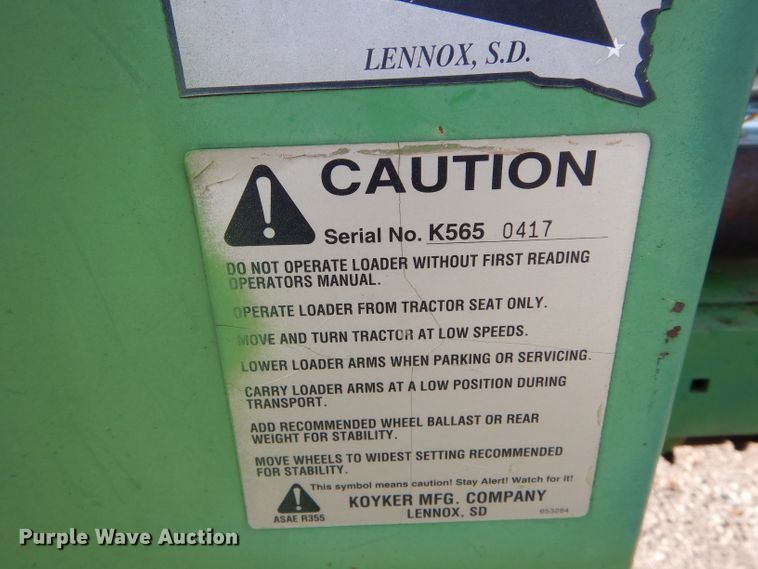 LENNOX, S.D.
CAUTION
Serial No. K565 0417
DO NOT OPERATE LOADER WITHOUT FIRST READING
OPERATORS MANUAL.
OPERATE LOADER FROM TRACTOR SEAT ONLY.
MOVE AND TURN TRACTOR AT LOW SPEEDS.
LOWER LOADER ARMS WHEN PARKING OR SERVICING.
CARRY LOADER ARMS AT A LOW POSITION DURING
TRANSPORT.
ADD RECOMMENDED WHEEL BALLAST OR REAR
WEIGHT FOR STABILITY.
MOVE WHEELS TO WIDEST SETTING RECOMMENDED
FOR STABILITY.
This symbol means caution! Stay Alert! Watch for it!
KOYKER MFG. COMPANY
ASAE R355 LENNOX, SD 653284
Purple Wave Auction